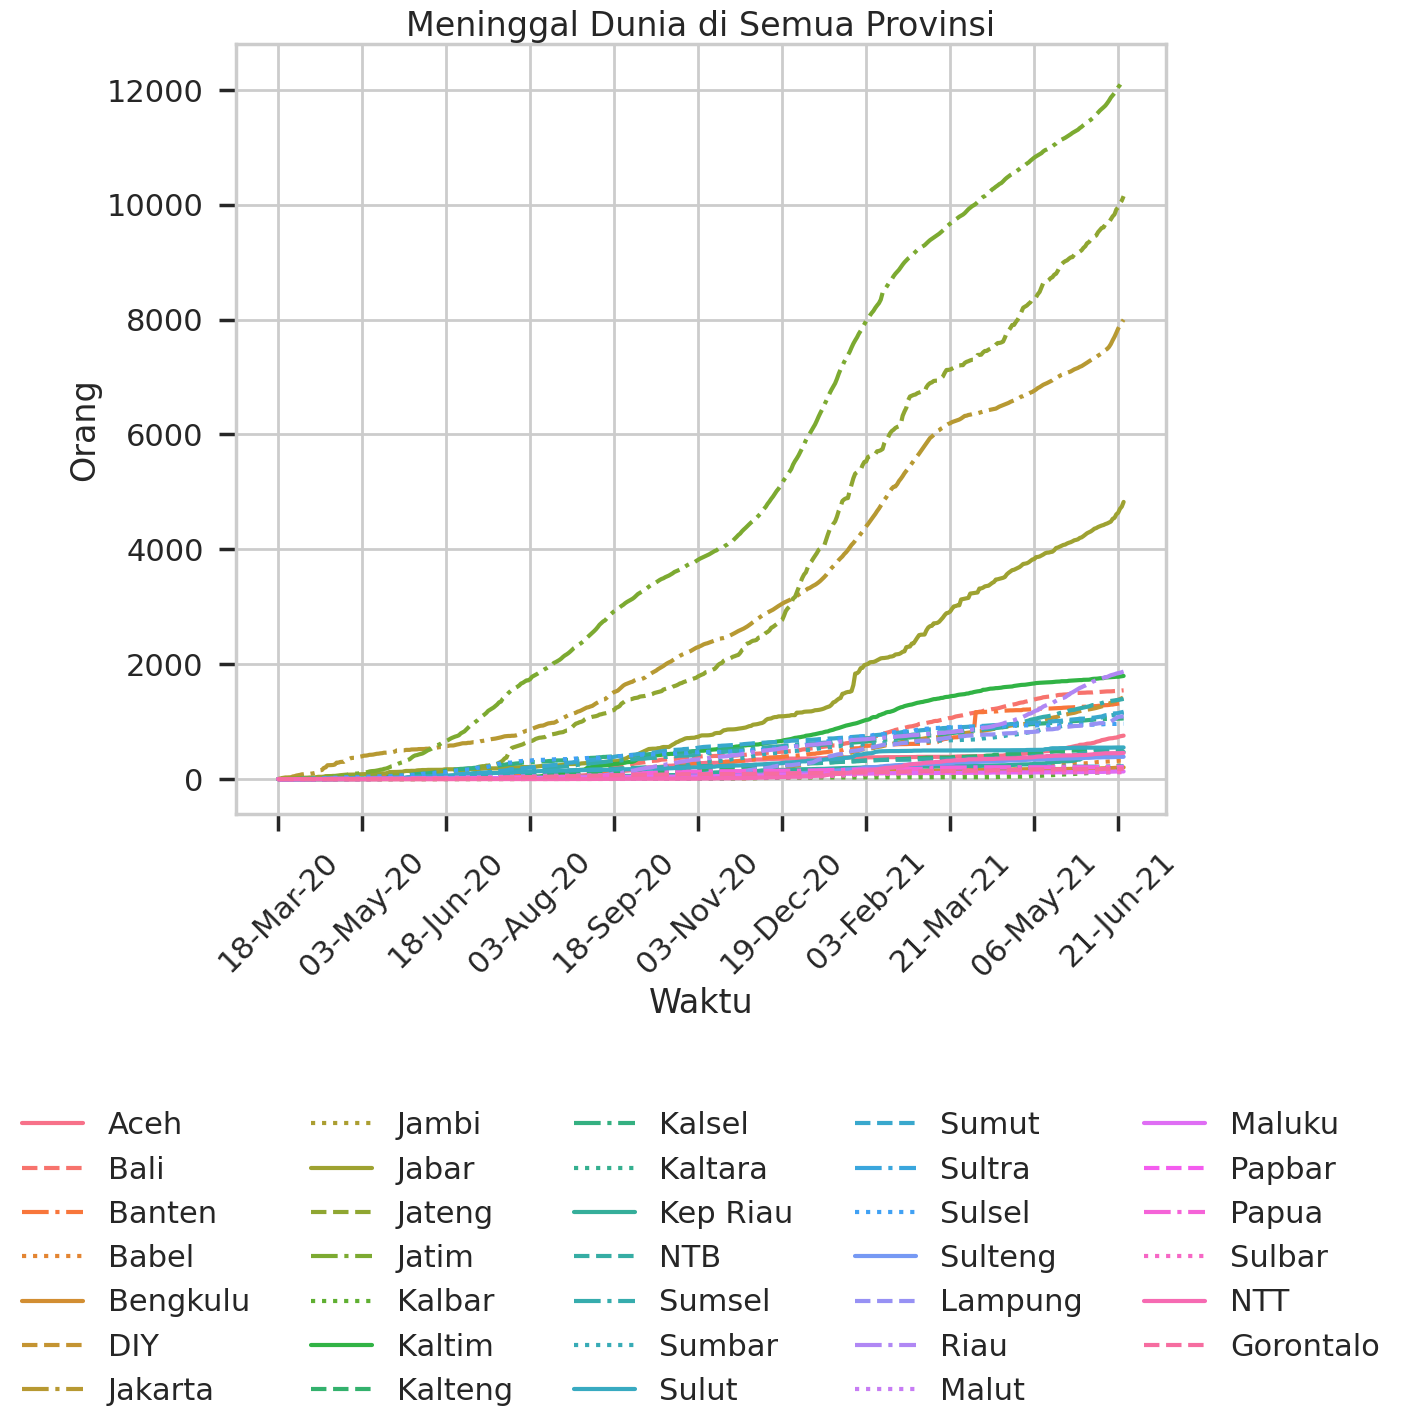 Meninggal Dunia di Semua Provinsi
12000
10000
8000
6000
4000
2000
0
Orang
18-Mar-20
03-May-20
18-Jun-20
03-Aug-20
18-Sep-20
03-Nov-20
19-Dec-20
03-Feb-21
21-Mar-21
06-May-21
21-Jun-21
Waktu
Aceh
Bali
Banten
Babel
Bengkulu
DIY
Jakarta
Jambi
Jabar
Jateng
Jatim
Kalbar
Kaltim
Kalteng
Kalsel
Kaltara
Kep Riau
NTB
Sumsel
Sumbar
Sulut
Sumut
Sultra
Sulsel
Sulteng
Lampung
Riau
Malut
Maluku
Papbar
Papua
Sulbar
NTT
Gorontalo